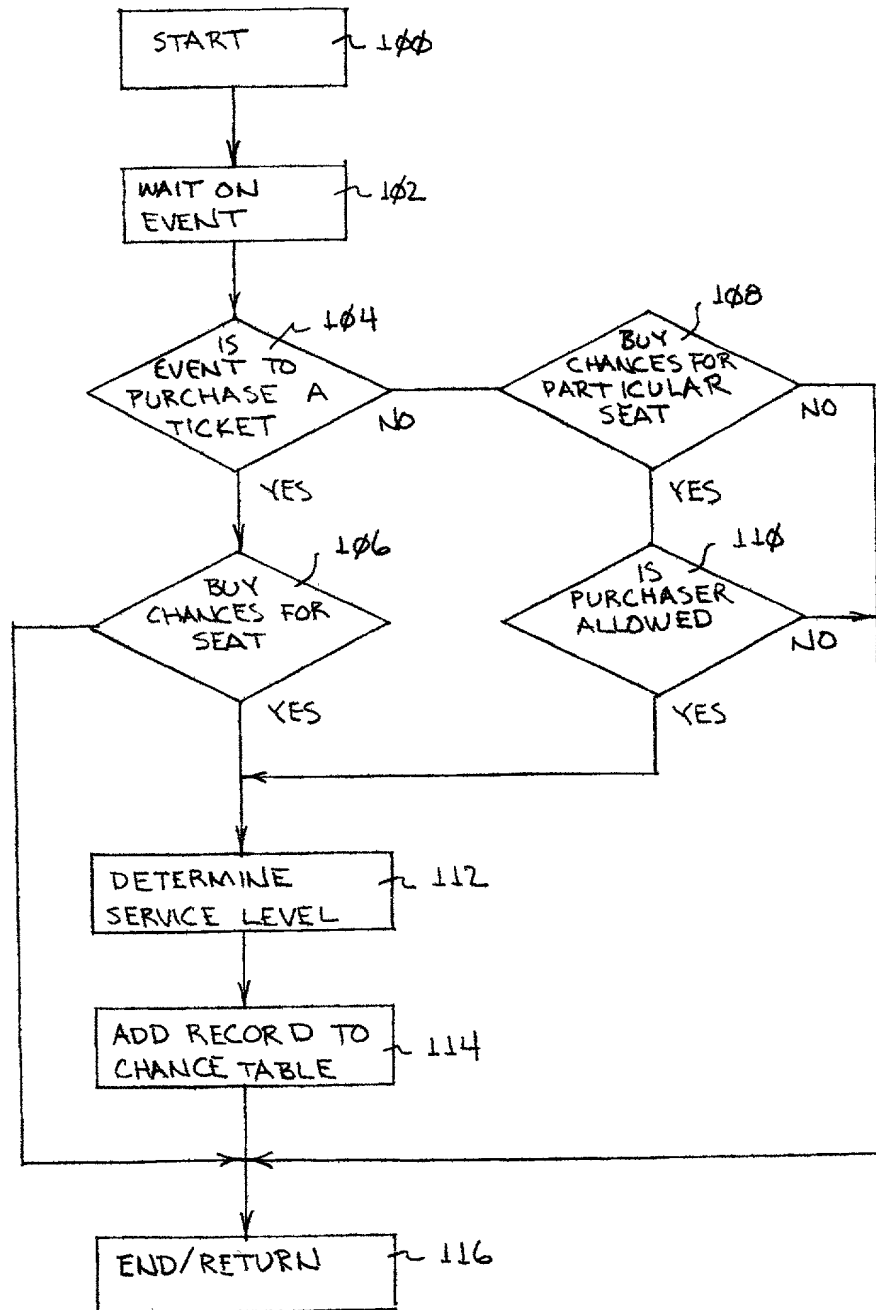 START
100
WAIT ON
EVENT
102
IS
EVENT TO
PURCHASE A
TICKET
104
NO
YES
BUY
CHANCES FOR
PARTICULAR
SEAT
108
NO
YES
BUY
CHANCES FOR
SEAT
106
YES
IS
PURCHASER
ALLOWED
110
NO
YES
DETERMINE
SERVICE LEVEL
112
ADD RECORD TO
CHANCE TABLE
114
END/RETURN
116